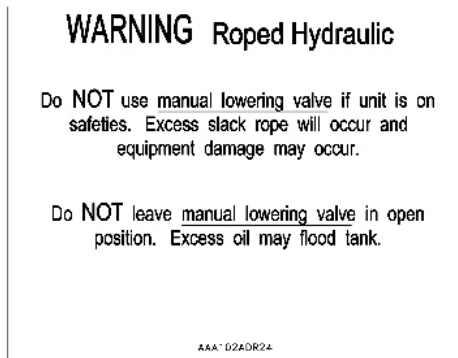 WARNING Roped Hydraulic
Do NOT use manual lowering valve if unit is on
safeties. Excess slack rope will occur and
equipment damage may occur.
Do NOT leave manual lowering valve in open
position. Excess oil may flood tank.